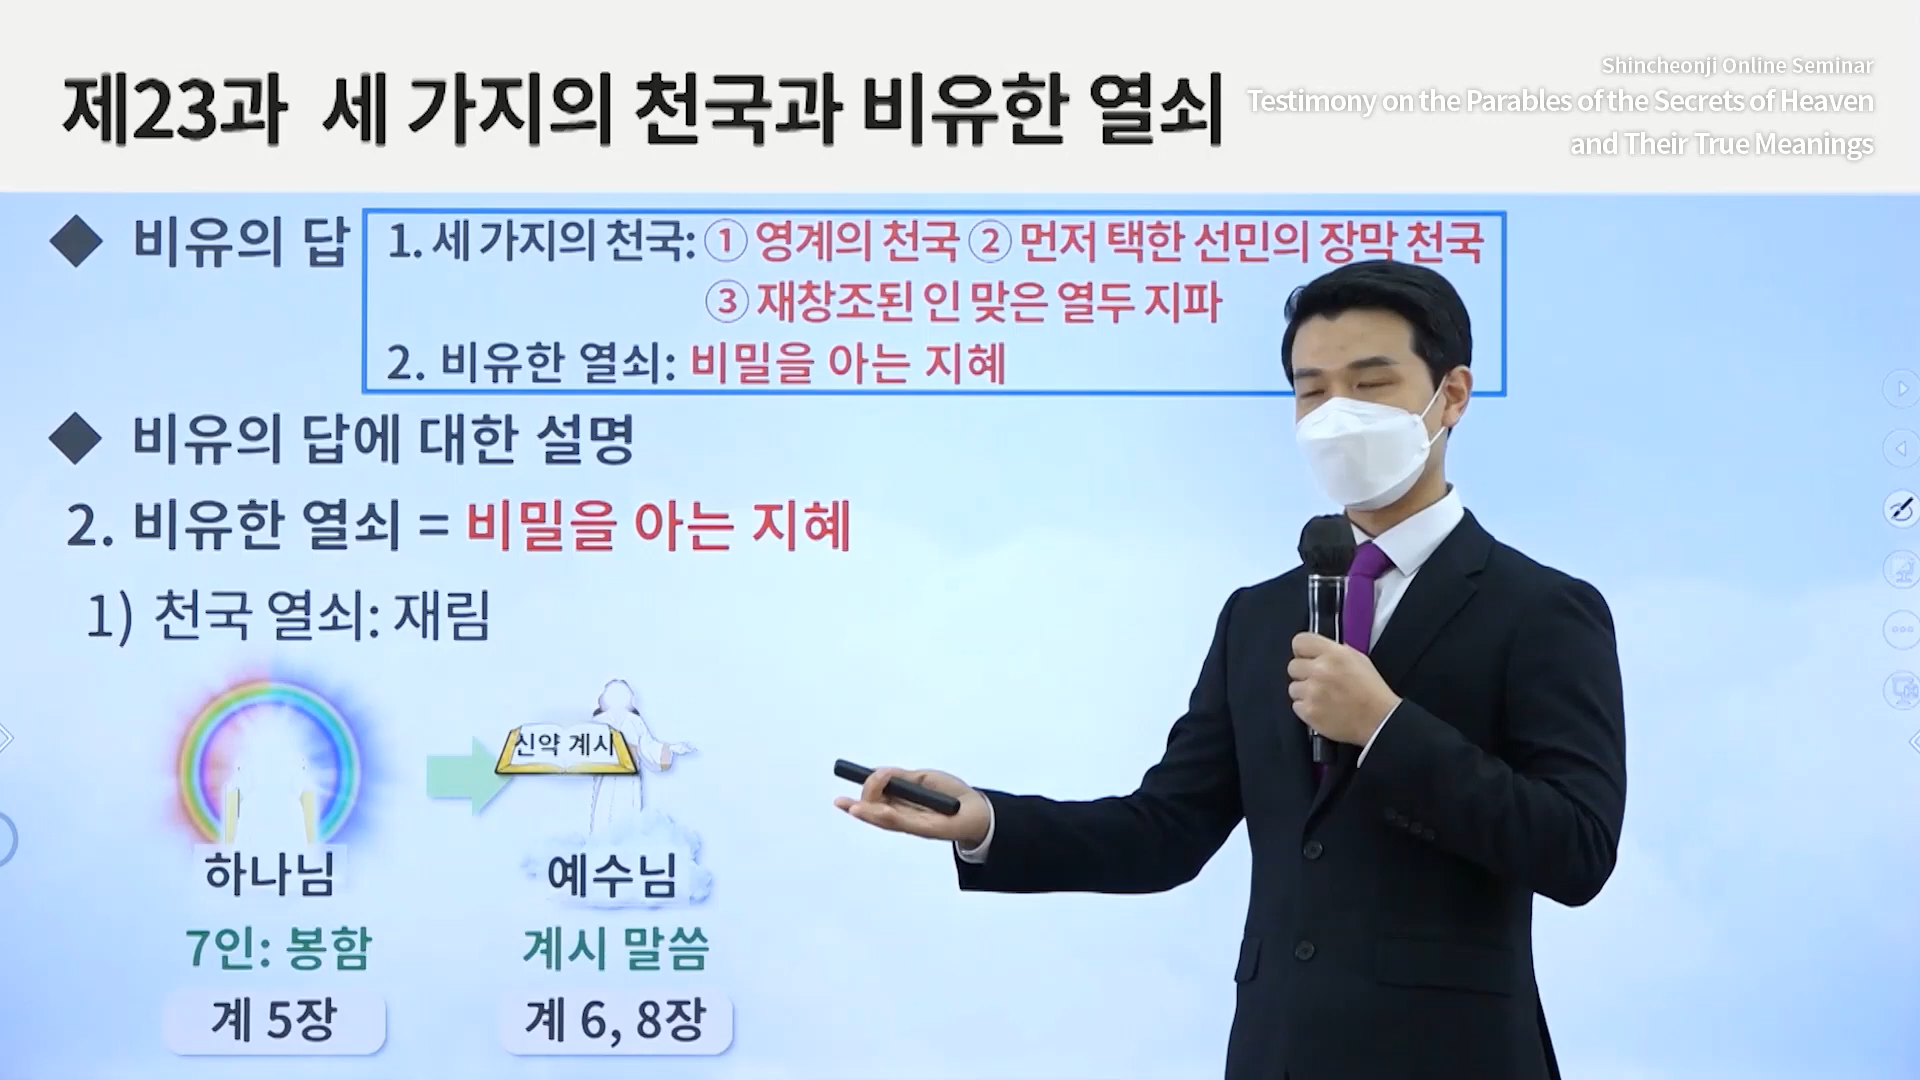 제23과 세 가지의 천국과 비유한 열쇠
Shincheonji Online Seminar
Testimony on the Parables of the Secrets of Heaven
and Their True Meanings
◆ 비유의 답
1. 세 가지의 천국: ① 영계의 천국 ② 먼저 택한 선민의 장막 천국
③ 재창조된 인 맞은 열두 지파
2. 비유한 열쇠: 비밀을 아는 지혜
◆ 비유의 답에 대한 설명
2. 비유한 열쇠 = 비밀을 아는 지혜
1) 천국 열쇠: 재림
신약 계시
하나님 예수님
7인: 봉함 계시 말씀
계 5장 계 6, 8장